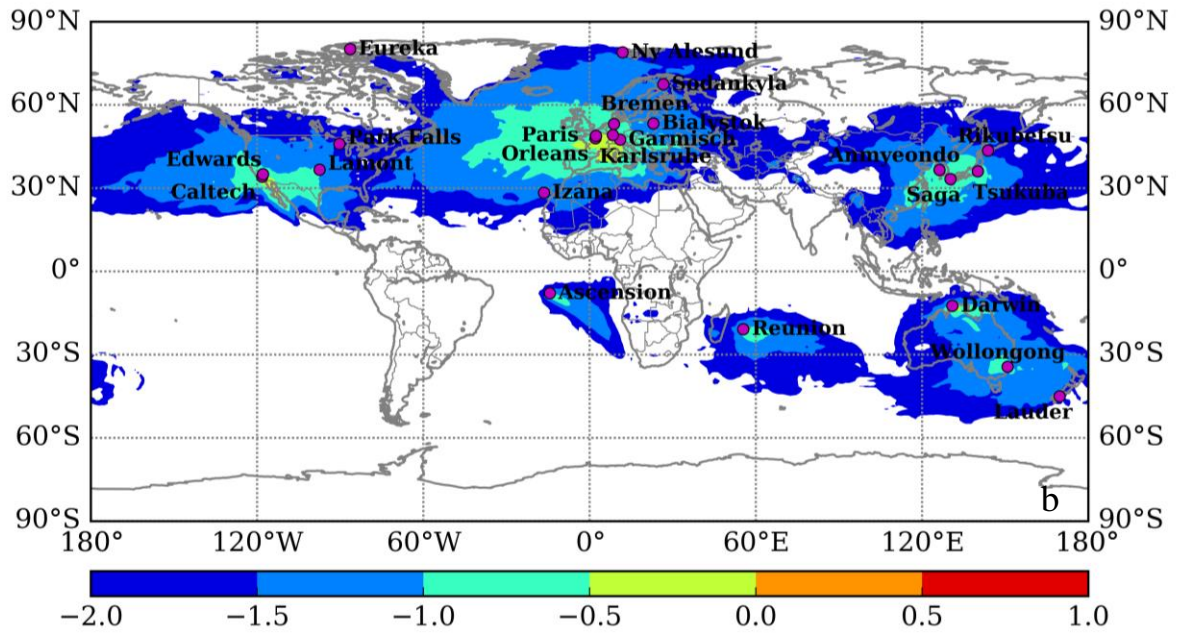 90°N 90°N
Eureka Ny Alesund
Sodankyla
60°N Bremen 60°N
Bialystok
Park Falls Paris Garmisch Rikubetsu
Edwards Lamont Orleans Karlsruhe Anmyeondo
30°N Caltech Izana Saga Tsukuba 30°N
0° 0°
Ascension Darwin
Reunion
30°S Wollongong 30°S
Lauder
60°S 60°S
b
90°S 90°S
180° 120°W 60°W 0° 60°E 120°E 180°
−2.0 −1.5 −1.0 −0.5 0.0 0.5 1.0